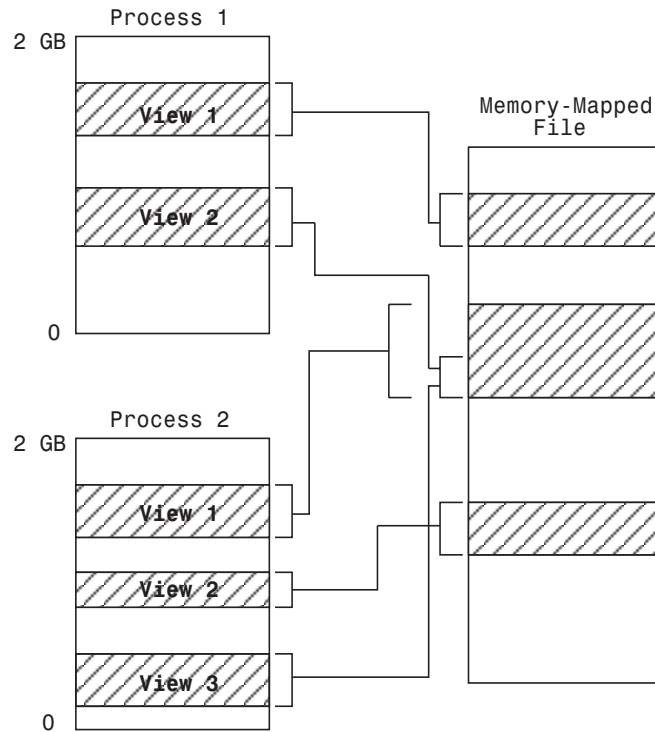 Process 1
2 GB
View 1
View 2
0
Memory-Mapped
File
Process 2
2 GB
View 1
View 2
View 3
0